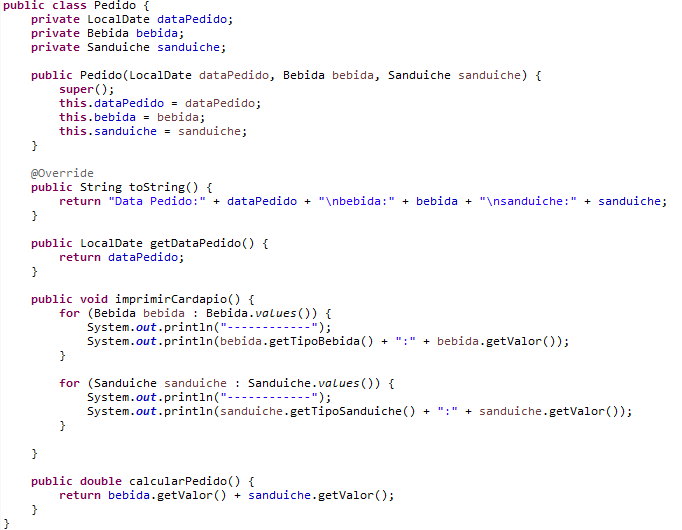 public class Pedido {
    private LocalDate dataPedido;
    private Bebida bebida;
    private Sanduiche sanduiche;
    public Pedido(LocalDate dataPedido, Bebida bebida, Sanduiche sanduiche) {
        super();
        this.dataPedido = dataPedido;
        this.bebida = bebida;
        this.sanduiche = sanduiche;
    }
    @Override
    public String toString() {
        return "Data Pedido:" + dataPedido + "\nbebida:" + bebida + "\nsanduiche:" + sanduiche;
    }
    public LocalDate getDataPedido() {
        return dataPedido;
    }
    public void imprimirCardapio() {
        for (Bebida bebida : Bebida.values()) {
            System.out.println("------------");
            System.out.println(bebida.getTipoBebida() + ":" + bebida.getValor());
        }
        for (Sanduiche sanduiche : Sanduiche.values()) {
            System.out.println("------------");
            System.out.println(sanduiche.getTipoSanduiche() + ":" + sanduiche.getValor());
        }
    }
    public double calcularPedido() {
        return bebida.getValor() + sanduiche.getValor();
    }
}